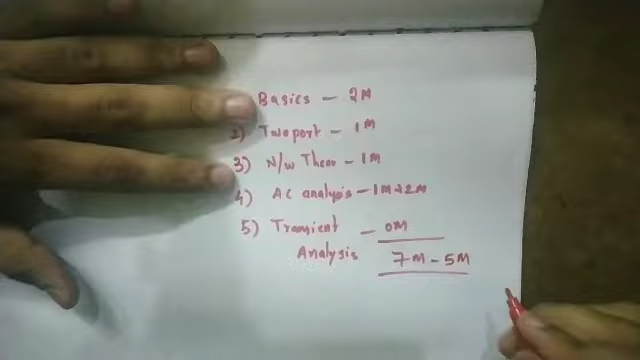 Basics - 2M
2) Twoport - 1M
3) N/w Theor - 1M
4) AC analysis - 1M+2M
5) Transient - 0M
Analysis
7M - 5M